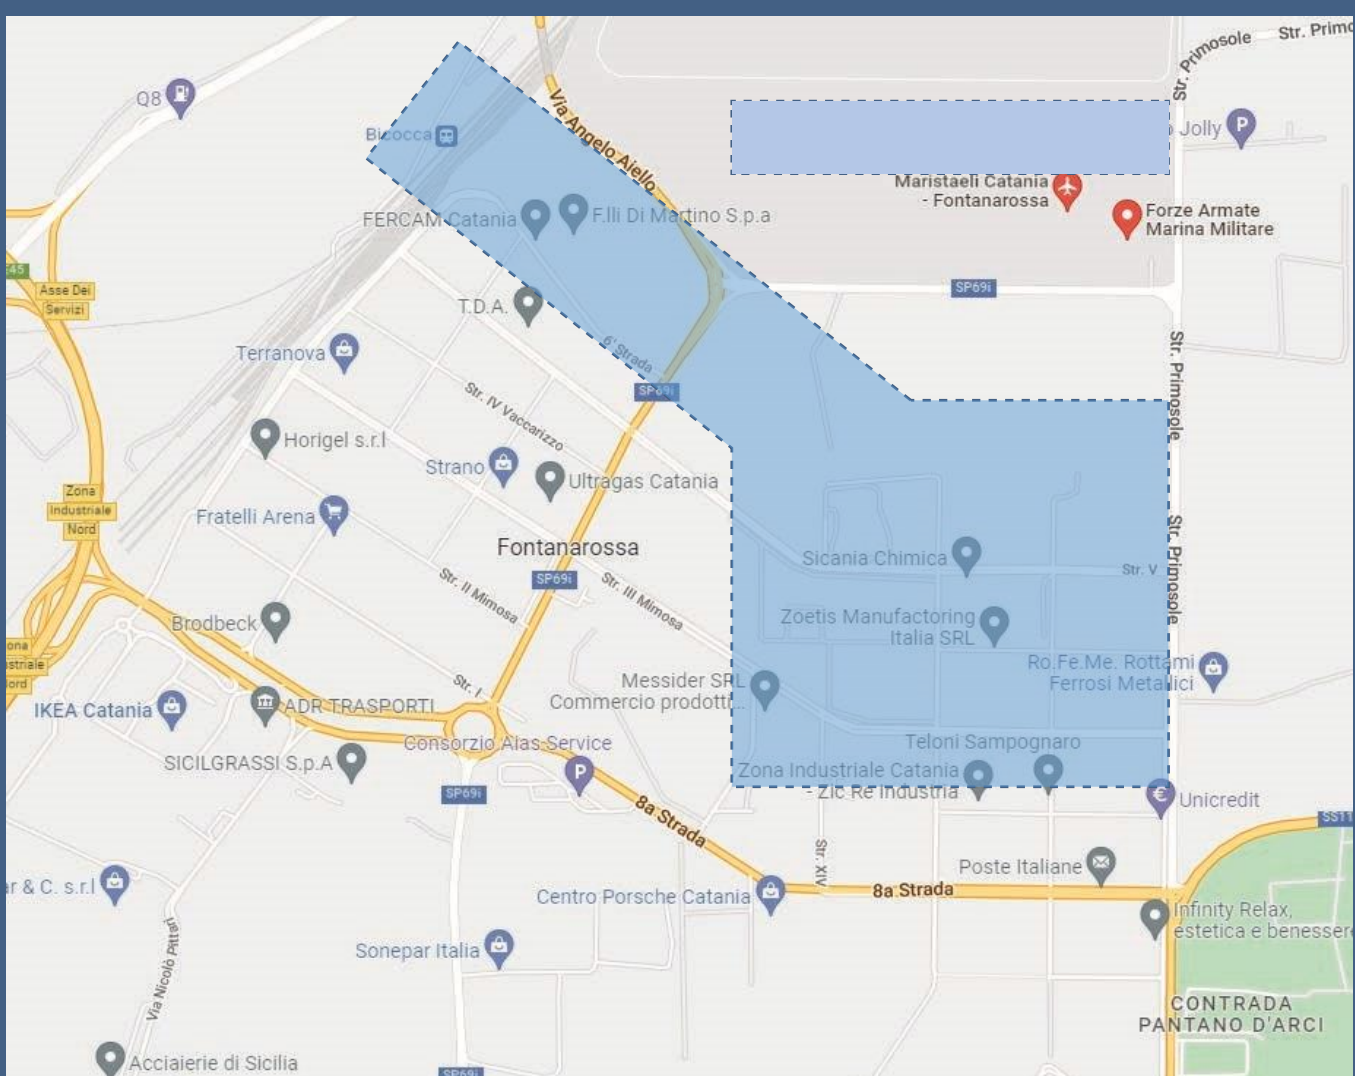 Str. Primosole
Str. Primosole
Q8
Via Angelo Aiello
Jolly
Bicocca
Maristaeli Catania
- Fontanarossa
Forze Armate
Marina Militare
FERCAM Catania
F.lli Di Martino S.p.a
E45
Asse Dei
Servizi
SP69i
T.D.A.
Terranova
6° Strada
SP69i
Str. Primosole
Str. IV Vaccarizzo
Horigel s.r.l
Strano
Ultragas Catania
Zona
Industriale
Nord
Fratelli Arena
Fontanarossa
SP69i
Str. II Mimosa
Str. III Mimosa
Sicania Chimica
Str. V
Str. Primosole
Brodbeck
Zoetis Manufactoring
Italia SRL
Ro.Fe.Me. Rottami
Ferrosi Metallici
Messider SRL
Commercio prodotti...
Str. I
IKEA Catania
ADR TRASPORTI
Consorzio Alas Service
SICILGRASSI S.p.A
Teloni Sampognaro
Zona Industriale Catania
- Zic Re Industria
SP69i
8a Strada
Unicredit
SS11
Str. XIV
Poste Italiane
r & C. s.r.l
Centro Porsche Catania
8a Strada
Infinity Relax,
estetica e benessere
Via Nicolò Pittari
Sonepar Italia
CONTRADA
PANTANO D'ARCI
Acciaierie di Sicilia
SP69i